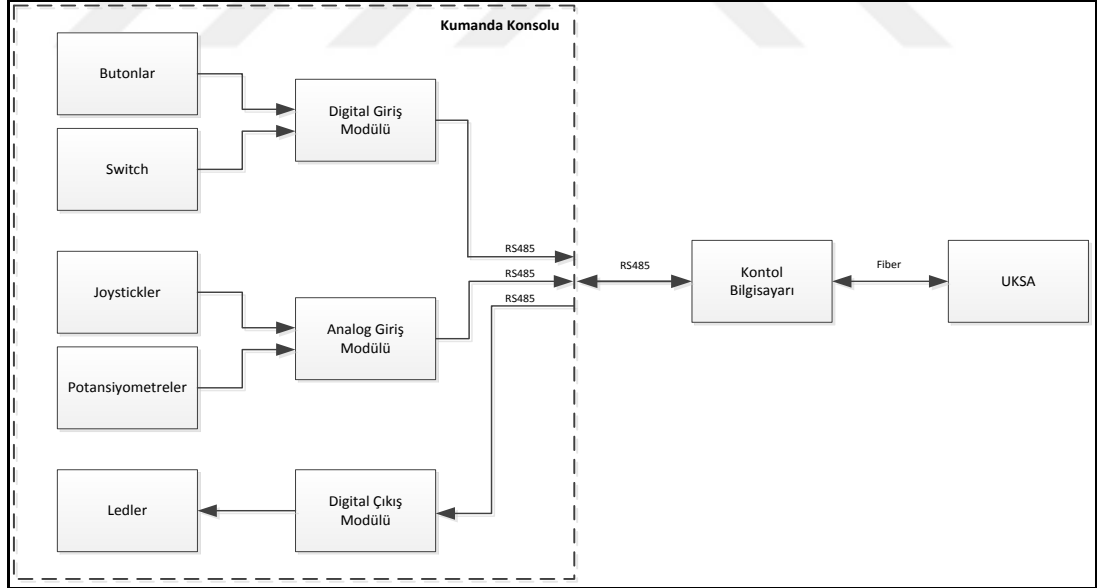 Kumanda Konsolu
Butonlar
Switch
Digital Giriş
Modülü
RS485
Joystickler
Potansiyometreler
Analog Giriş
Modülü
RS485
RS485
Ledler
Digital Çıkış
Modülü
RS485
Kontol
Bilgisayarı
Fiber
UKSA